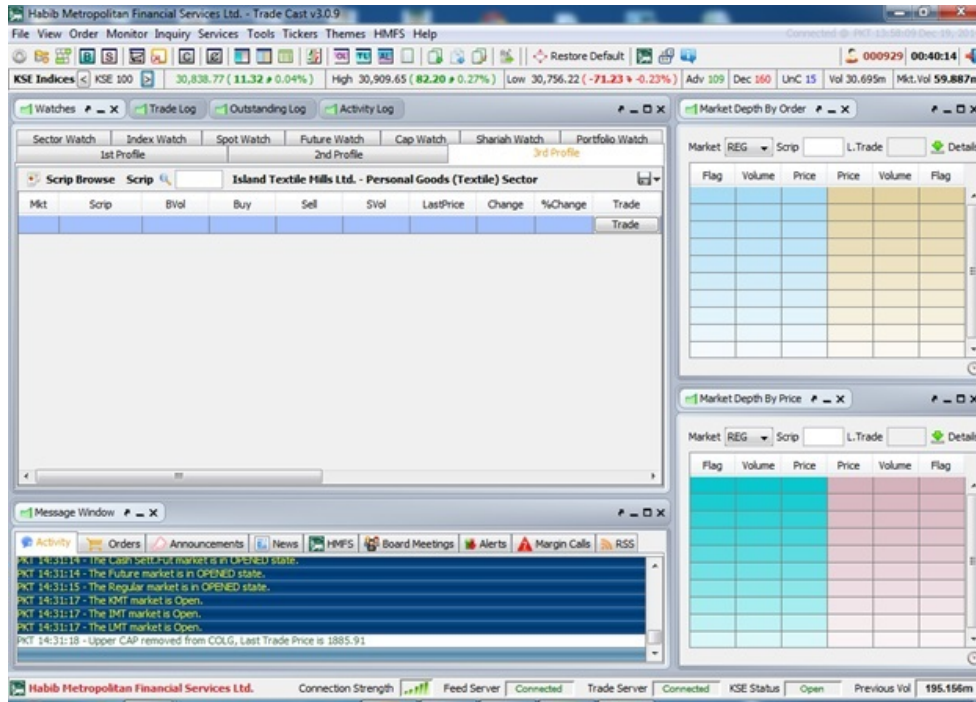 Habib Metropolitan Financial Services Ltd. - Trade Cast v3.0.9
File View Order Monitor Inquiry Services Tools Tickers Themes HMFS Help
Connected @ PKT 13:58:09 Dec 19, 201
B S C C OL TL AL Restore Default 000929 00:40:14
KSE Indices KSE 100 30,838.77 ( 11.32 0.04% ) High 30,909.65 ( 82.20 0.27% ) Low 30,756.22 ( -71.23 -0.23% ) Adv 109 Dec 160 UnC 15 Vol 30.695m Mkt.Vol 59.887m
Watches Trade Log Outstanding Log Activity Log
Sector Watch Index Watch Spot Watch Future Watch Cap Watch Shariah Watch Portfolio Watch
1st Profile 2nd Profile 3rd Profile
Scrip Browse Scrip Island Textile Mills Ltd. - Personal Goods (Textile) Sector
Mkt Scrip BVol Buy Sell SVol LastPrice Change %Change Trade
Trade
Market Depth By Order
Market REG Scrip L.Trade Details
Flag Volume Price Price Volume Flag
Market Depth By Price
Market REG Scrip L.Trade Details
Flag Volume Price Price Volume Flag
Message Window
Activity Orders Announcements News HMFS Board Meetings Alerts Margin Calls RSS
PKT 14:31:14 - The Cash Sett.Fut market is in OPENED state.
PKT 14:31:14 - The Future market is in OPENED state.
PKT 14:31:15 - The Regular market is in OPENED state.
PKT 14:31:17 - The KMT market is Open.
PKT 14:31:17 - The IMT market is Open.
PKT 14:31:17 - The LMT market is Open.
PKT 14:31:18 - Upper CAP removed from COLG, Last Trade Price is 1885.91
Habib Metropolitan Financial Services Ltd. Connection Strength Feed Server Connected Trade Server Connected KSE Status Open Previous Vol 195.156m